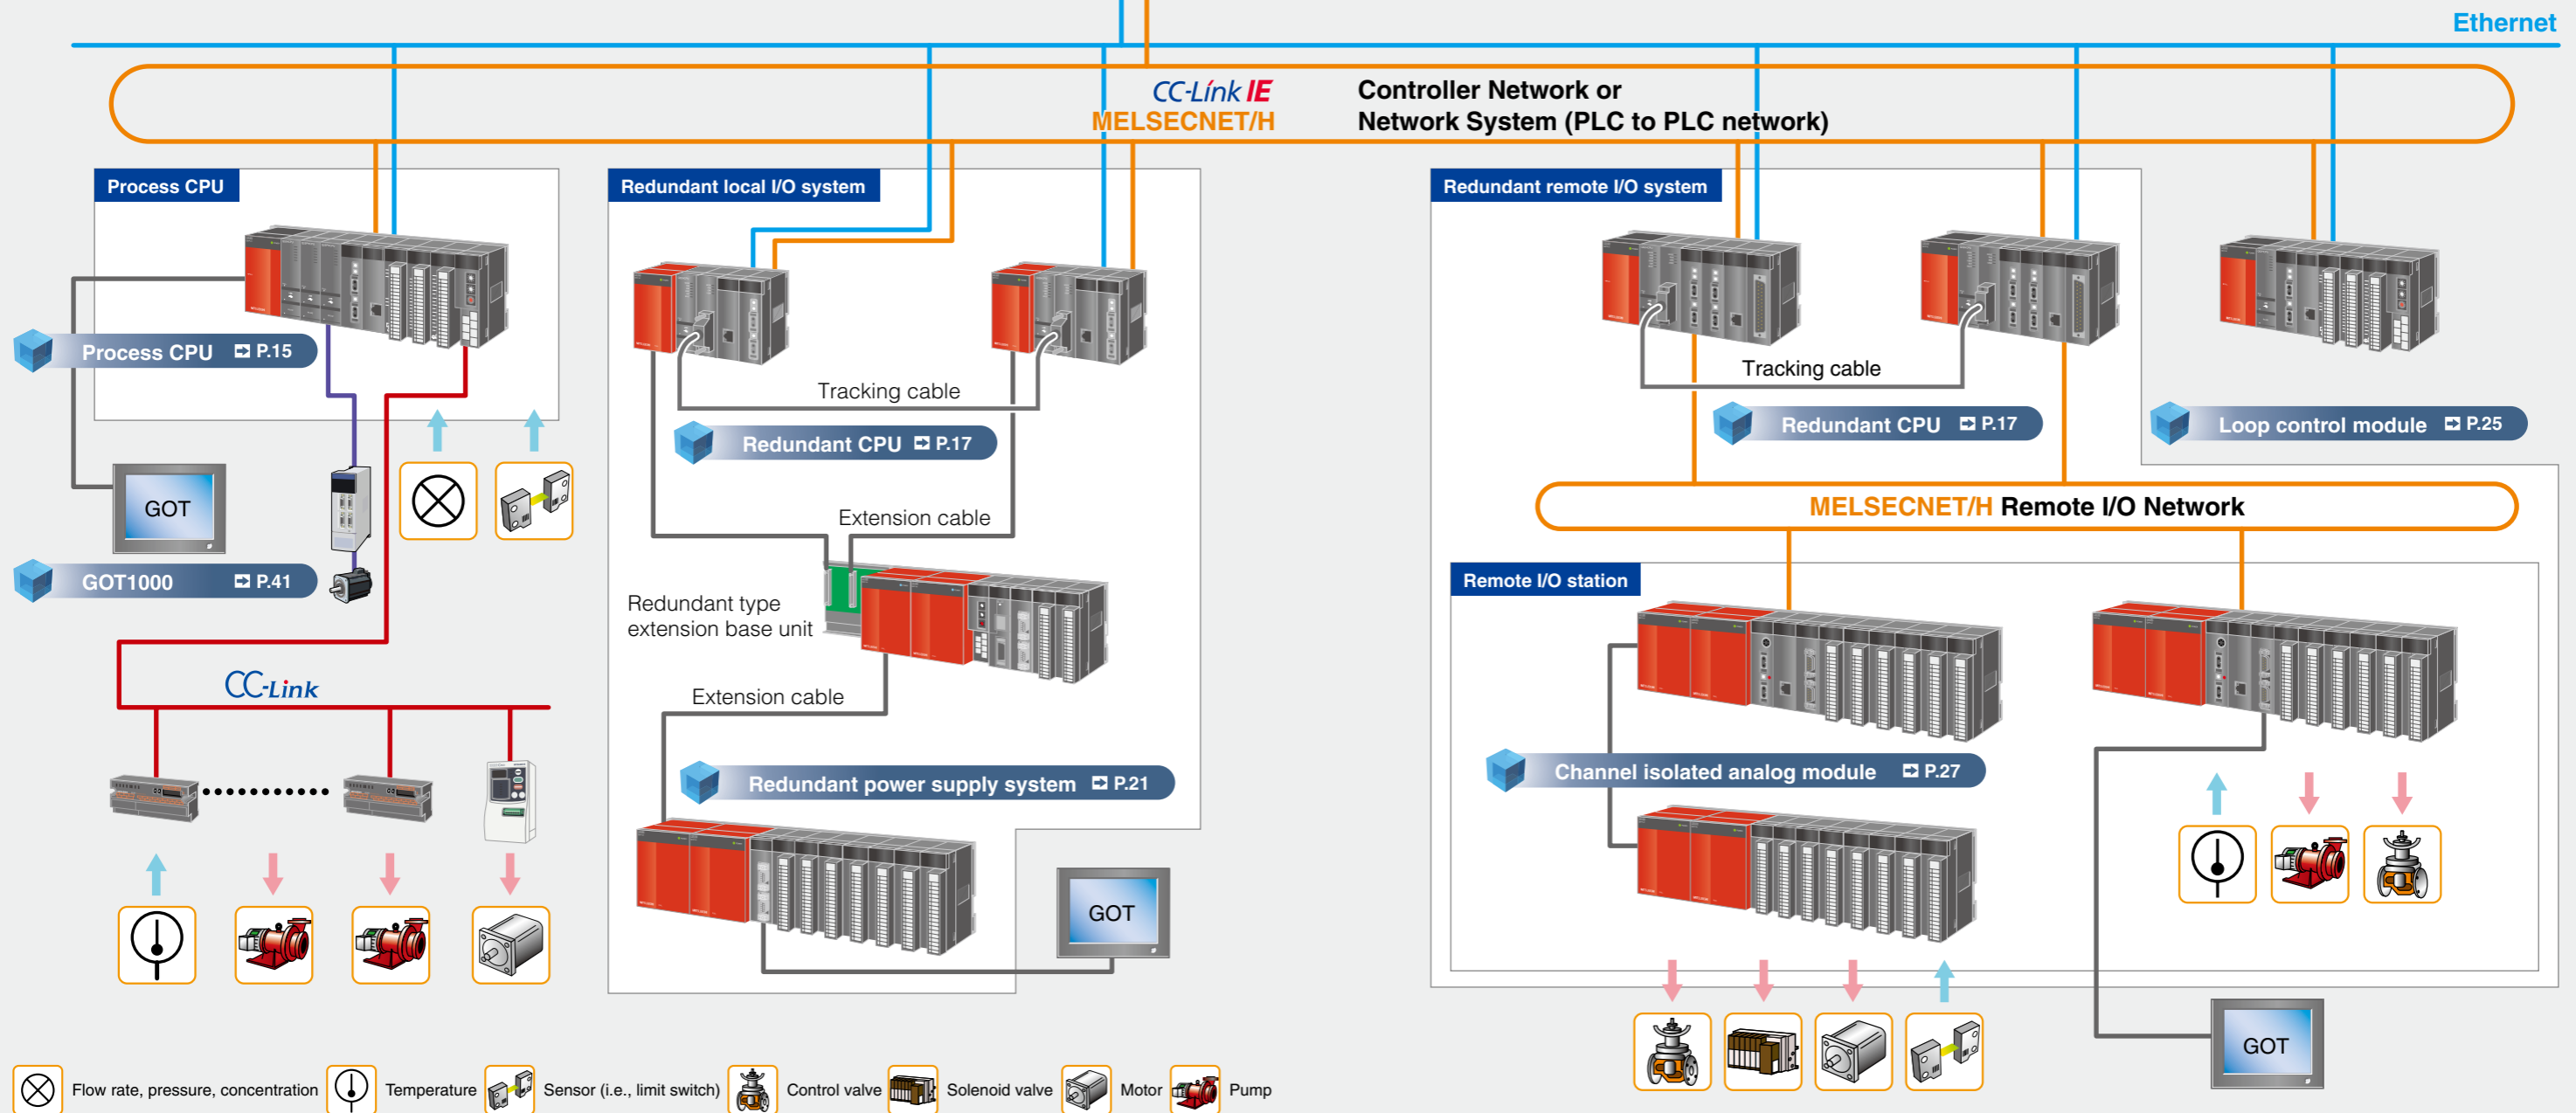 Ethernet
CC-Link IE
MELSECNET/H
Controller Network or
Network System (PLC to PLC network)
Process CPU
Process CPU P.15
GOT
GOT1000 P.41
CC-Link
Redundant local I/O system
Tracking cable
Redundant CPU P.17
Extension cable
Redundant type
extension base unit
Extension cable
Redundant power supply system P.21
GOT
Redundant remote I/O system
Tracking cable
Redundant CPU P.17
Loop control module P.25
MELSECNET/H Remote I/O Network
Remote I/O station
Channel isolated analog module P.27
GOT
Flow rate, pressure, concentration
Temperature
Sensor (i.e., limit switch)
Control valve
Solenoid valve
Motor
Pump